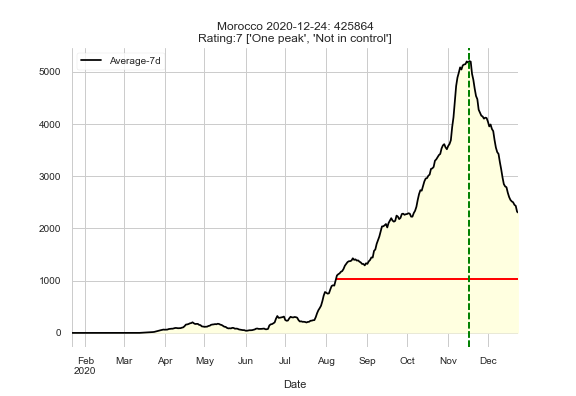 Morocco 2020-12-24: 425864
Rating:7 ['One peak', 'Not in control']
Average-7d
5000
4000
3000
2000
1000
0
Feb Mar Apr May Jun Jul Aug Sep Oct Nov Dec
2020
Date